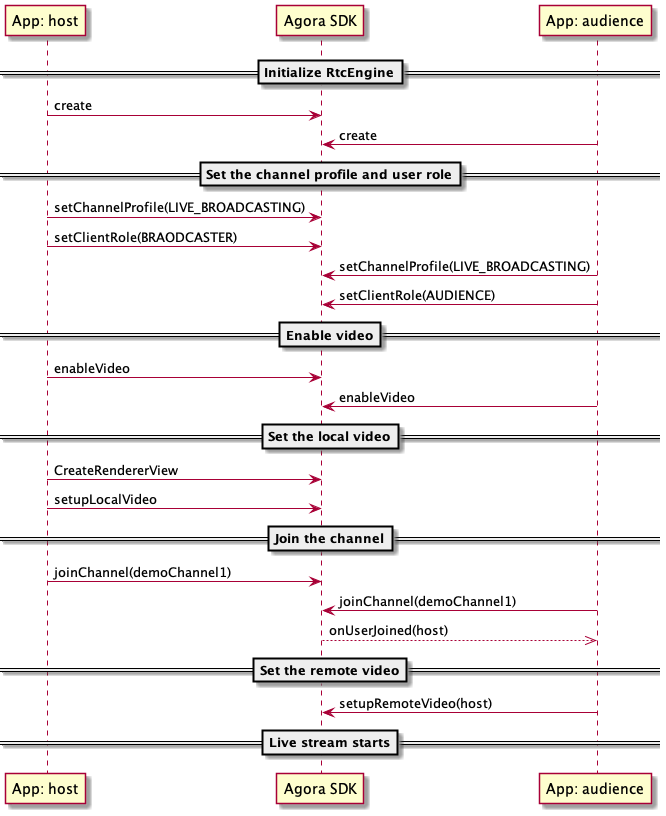 App: host
Agora SDK
App: audience
Initialize RtcEngine
create
create
Set the channel profile and user role
setChannelProfile(LIVE_BROADCASTING)
setClientRole(BRAODCASTER)
setChannelProfile(LIVE_BROADCASTING)
setClientRole(AUDIENCE)
Enable video
enableVideo
enableVideo
Set the local video
CreateRendererView
setupLocalVideo
Join the channel
joinChannel(demoChannel1)
joinChannel(demoChannel1)
onUserJoined(host)
Set the remote video
setupRemoteVideo(host)
Live stream starts
App: host
Agora SDK
App: audience